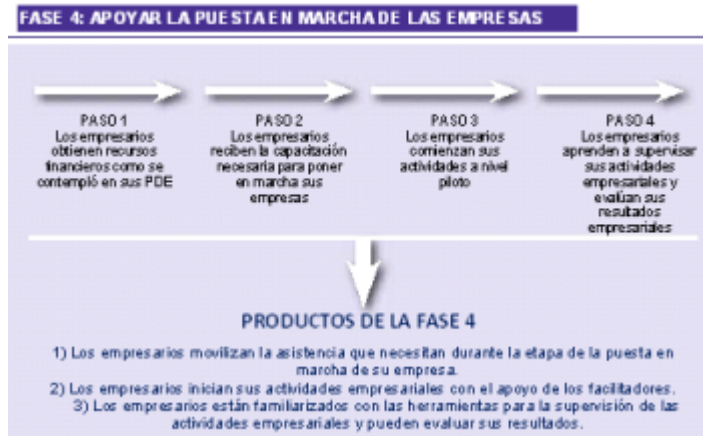 FASE 4: APOYAR LA PUESTA EN MARCHA DE LAS EMPRESAS
PASO 1
Los empresarios
obtienen recursos
financieros como se
contempló en sus PDE
PASO 2
Los empresarios
reciben la capacitación
necesaria para poner
en marcha sus
empresas
PASO 3
Los empresarios
comienzan sus
actividades a nivel
piloto
PASO 4
Los empresarios
aprenden a supervisar
sus actividades
empresariales y
evalúan sus
resultados
empresariales
PRODUCTOS DE LA FASE 4
1) Los empresarios movilizan la asistencia que necesitan durante la etapa de la puesta en
marcha de su empresa.
2) Los empresarios inician sus actividades empresariales con el apoyo de los facilitadores.
3) Los empresarios están familiarizados con las herramientas para la supervisión de las
actividades empresariales y pueden evaluar sus resultados.